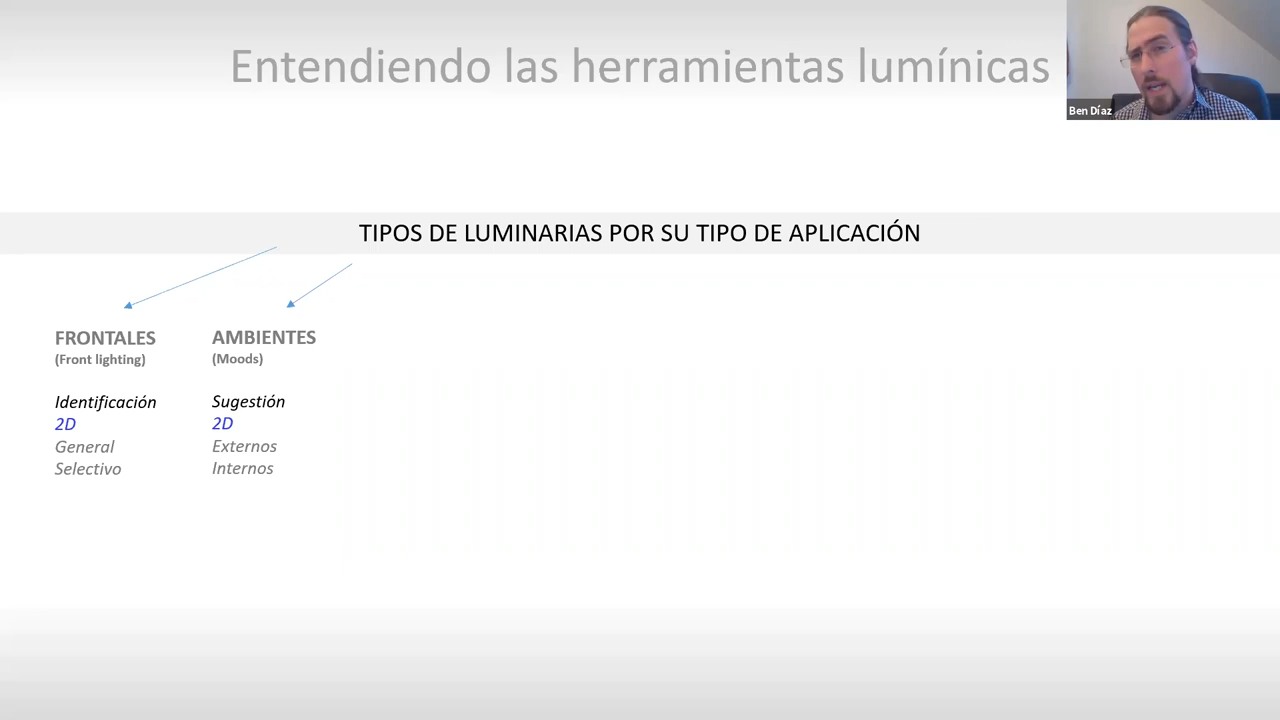 Entendiendo las herramientas lumínicas
Ben Díaz
TIPOS DE LUMINARIAS POR SU TIPO DE APLICACIÓN
FRONTALES
(Front lighting)
Identificación
2D
General
Selectivo
AMBIENTES
(Moods)
Sugestión
2D
Externos
Internos